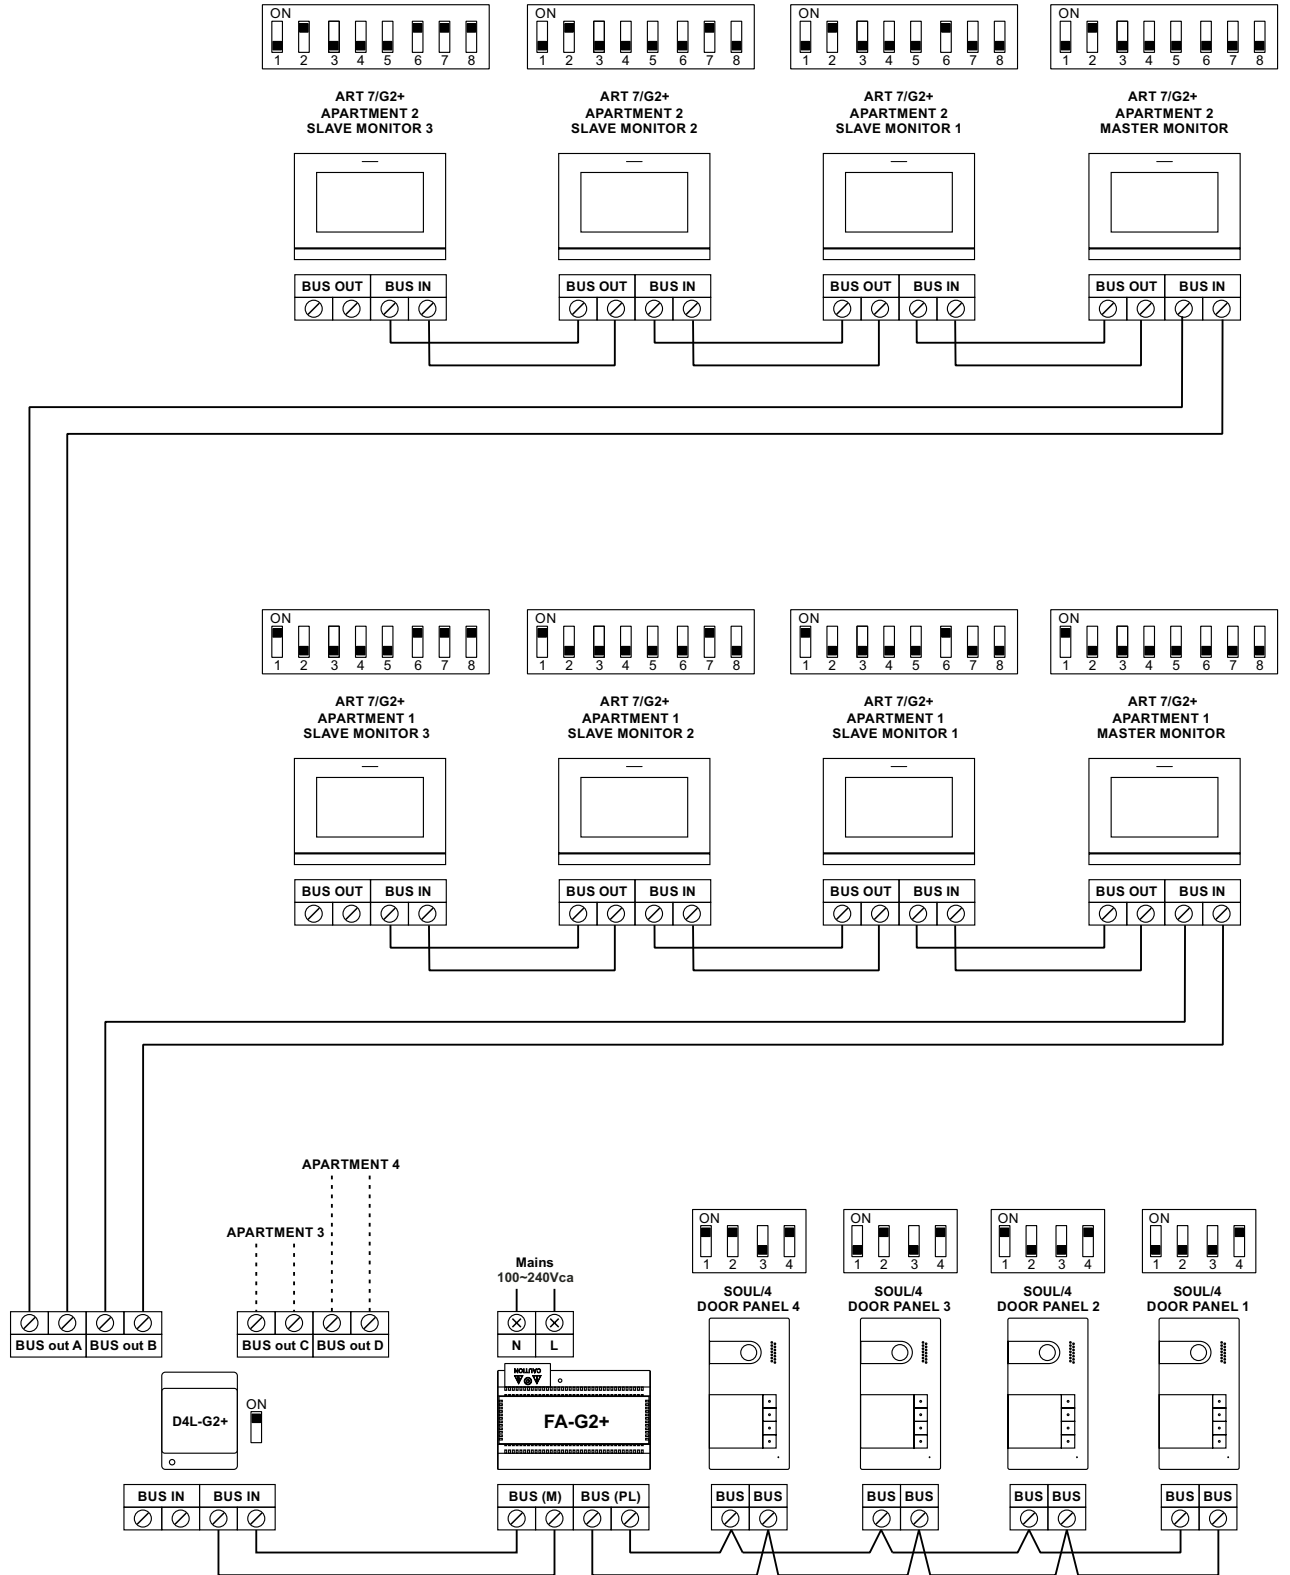 ON ON ON ON
1 2 3 4 5 6 7 8 1 2 3 4 5 6 7 8 1 2 3 4 5 6 7 8 1 2 3 4 5 6 7 8
ART 7/G2+
APARTMENT 2
SLAVE MONITOR 3
ART 7/G2+
APARTMENT 2
SLAVE MONITOR 2
ART 7/G2+
APARTMENT 2
SLAVE MONITOR 1
ART 7/G2+
APARTMENT 2
MASTER MONITOR
BUS OUT BUS IN BUS OUT BUS IN BUS OUT BUS IN BUS OUT BUS IN
ON ON ON ON
1 2 3 4 5 6 7 8 1 2 3 4 5 6 7 8 1 2 3 4 5 6 7 8 1 2 3 4 5 6 7 8
ART 7/G2+
APARTMENT 1
SLAVE MONITOR 3
ART 7/G2+
APARTMENT 1
SLAVE MONITOR 2
ART 7/G2+
APARTMENT 1
SLAVE MONITOR 1
ART 7/G2+
APARTMENT 1
MASTER MONITOR
BUS OUT BUS IN BUS OUT BUS IN BUS OUT BUS IN BUS OUT BUS IN
APARTMENT 4
APARTMENT 3
Mains
100~240Vca
ON ON ON ON
1 2 3 4 1 2 3 4 1 2 3 4 1 2 3 4
SOUL/4
DOOR PANEL 4
SOUL/4
DOOR PANEL 3
SOUL/4
DOOR PANEL 2
SOUL/4
DOOR PANEL 1
BUS out A BUS out B BUS out C BUS out D
N L
CAUTION
D4L-G2+
ON
FA-G2+
BUS IN BUS IN BUS (M) BUS (PL) BUS BUS BUS BUS BUS BUS BUS BUS